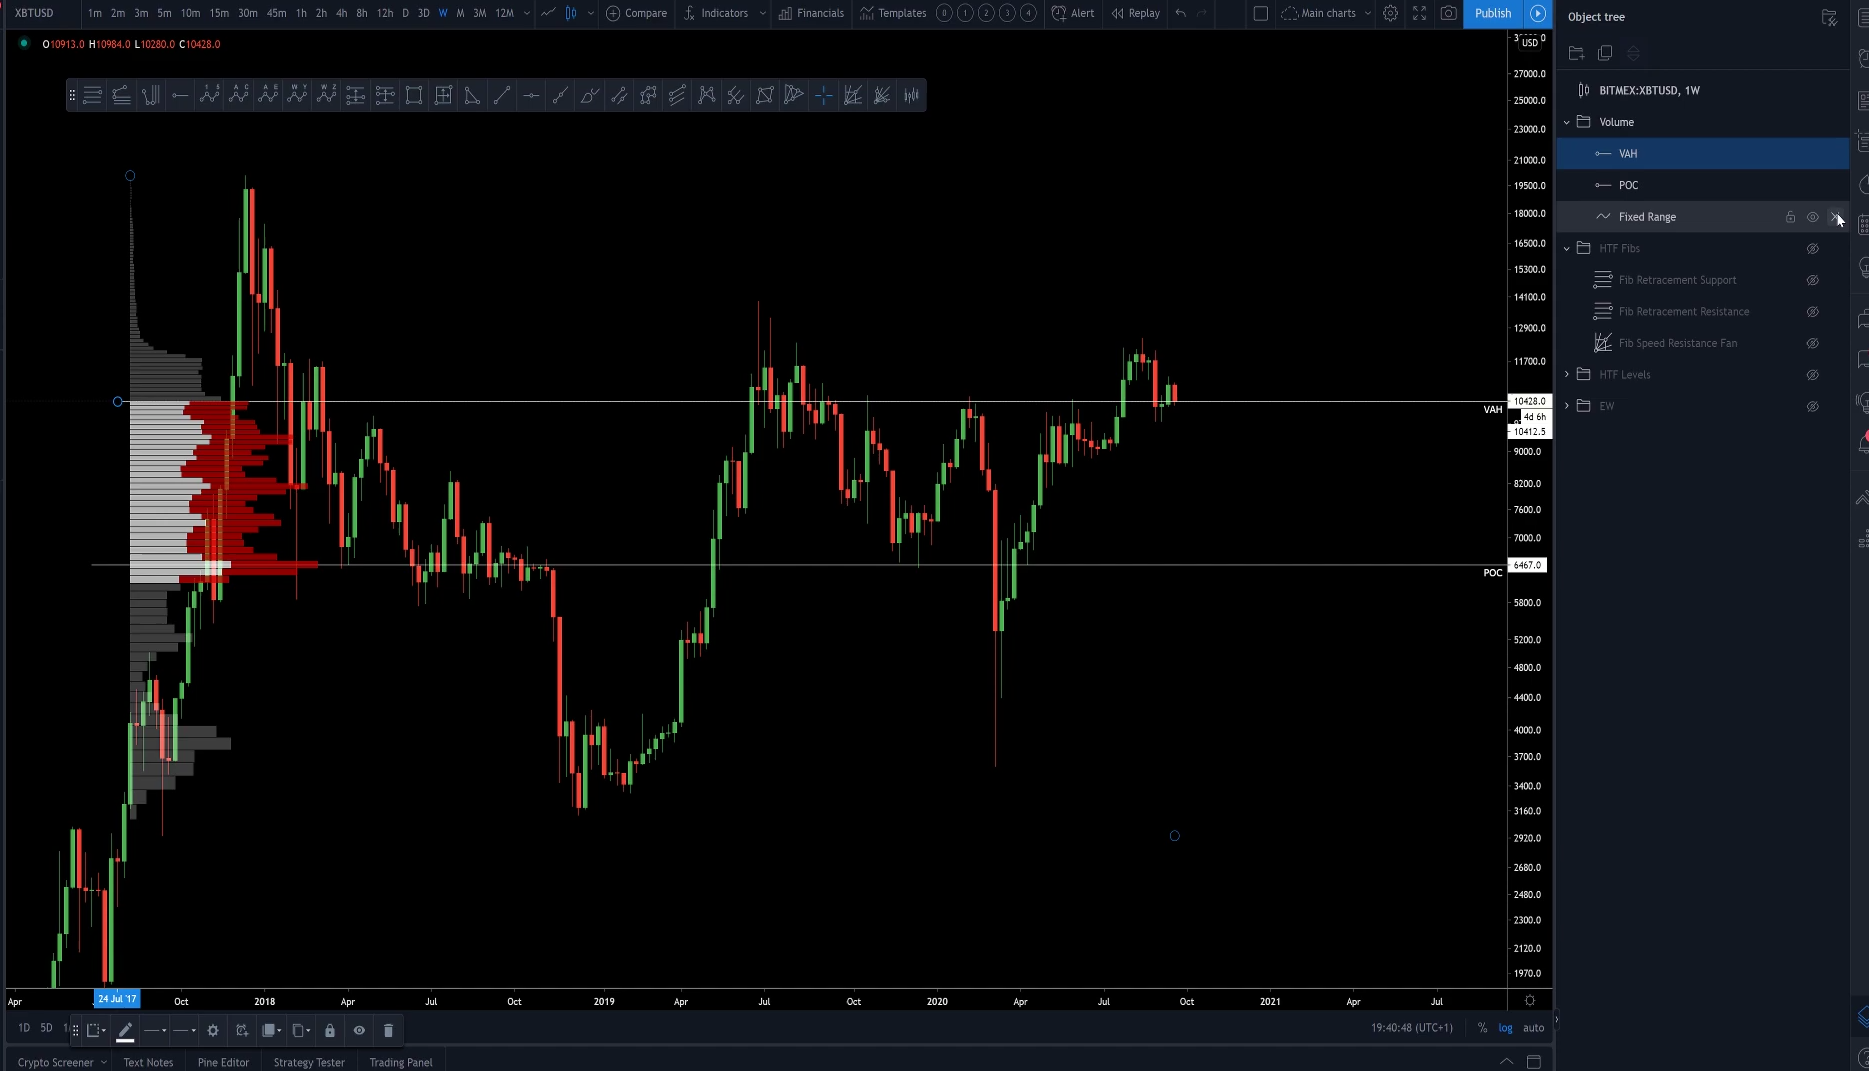 XBTUSD 1m 2m 3m 5m 10m 15m 30m 45m 1h 2h 4h 8h 12h D 3D W M 3M 12M Compare Indicators Financials Templates 0 1 2 3 4 Alert Replay Main charts Publish
O10913.0 H10984.0 L10280.0 C10428.0
USD
27000.0
25000.0
23000.0
21000.0
19500.0
18000.0
16500.0
15300.0
14100.0
12900.0
11700.0
10428.0
VAH
4d 6h
10412.5
9000.0
8200.0
7600.0
7000.0
6467.0
POC
5800.0
5200.0
4800.0
4400.0
4000.0
3700.0
3400.0
3160.0
2920.0
2680.0
2480.0
2300.0
2120.0
1970.0
Apr 24 Jul '17 Oct 2018 Apr Jul Oct 2019 Apr Jul Oct 2020 Apr Jul Oct 2021 Apr Jul
1D 5D
19:40:48 (UTC+1) % log auto
Crypto Screener Text Notes Pine Editor Strategy Tester Trading Panel
Object tree
BITMEX:XBTUSD, 1W
Volume
VAH
POC
Fixed Range
HTF Fibs
Fib Retracement Support
Fib Retracement Resistance
Fib Speed Resistance Fan
HTF Levels
EW